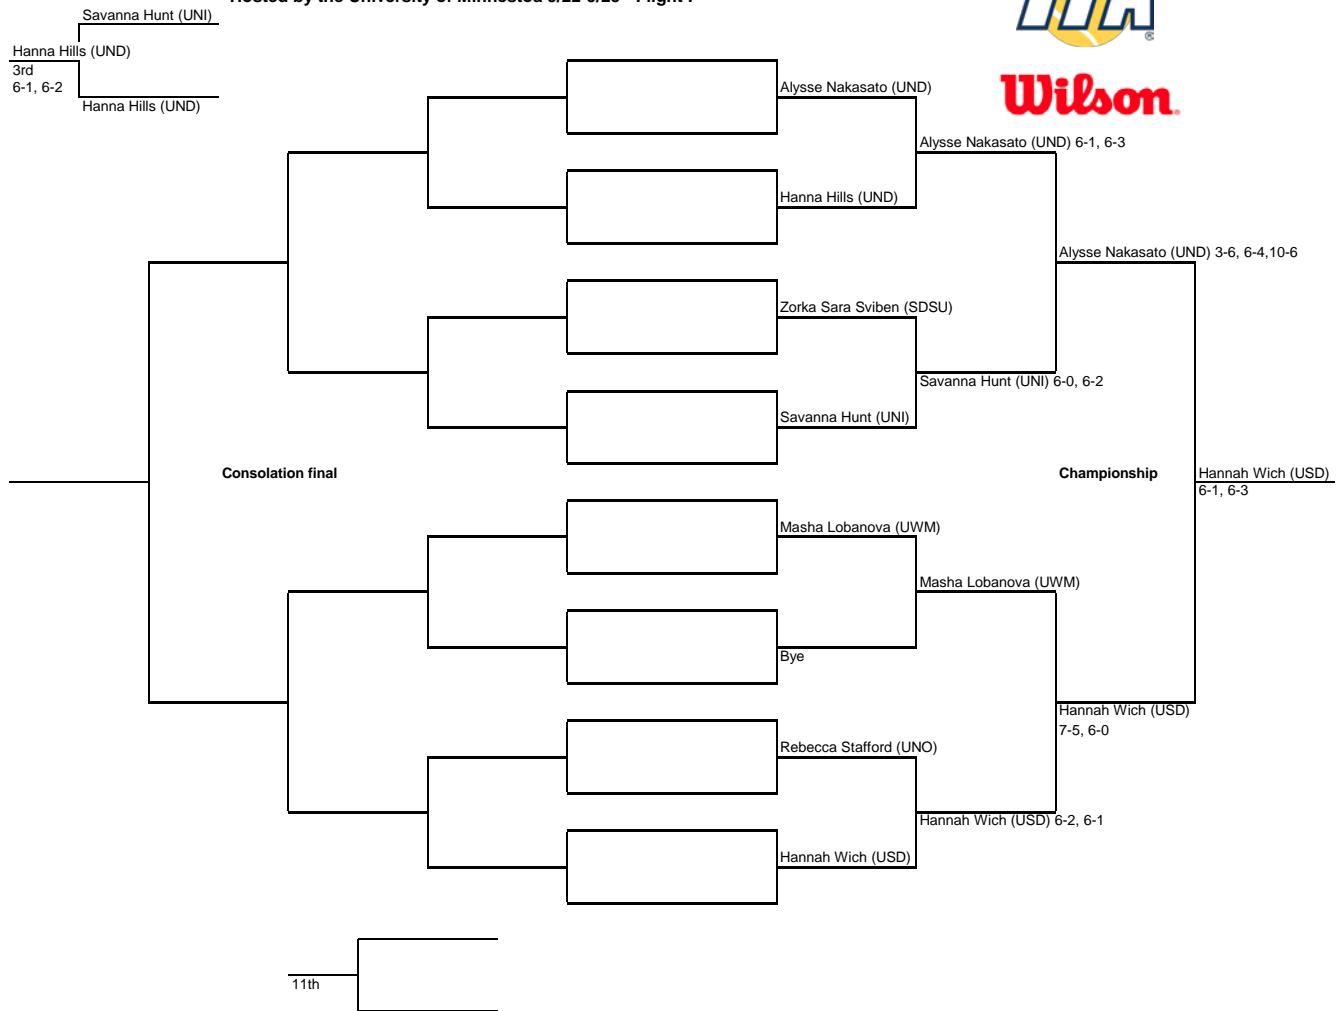 Savanna Hunt (UNI)
Hanna Hills (UND)
3rd
6-1, 6-2
Hanna Hills (UND)
®
Wilson.
Alysse Nakasato (UND)
Alysse Nakasato (UND) 6-1, 6-3
Hanna Hills (UND)
Alysse Nakasato (UND) 3-6, 6-4,10-6
Zorka Sara Sviben (SDSU)
Savanna Hunt (UNI) 6-0, 6-2
Savanna Hunt (UNI)
Consolation final
Championship
Hannah Wich (USD)
6-1, 6-3
Masha Lobanova (UWM)
Masha Lobanova (UWM)
Bye
Hannah Wich (USD)
7-5, 6-0
Rebecca Stafford (UNO)
Hannah Wich (USD) 6-2, 6-1
Hannah Wich (USD)
11th